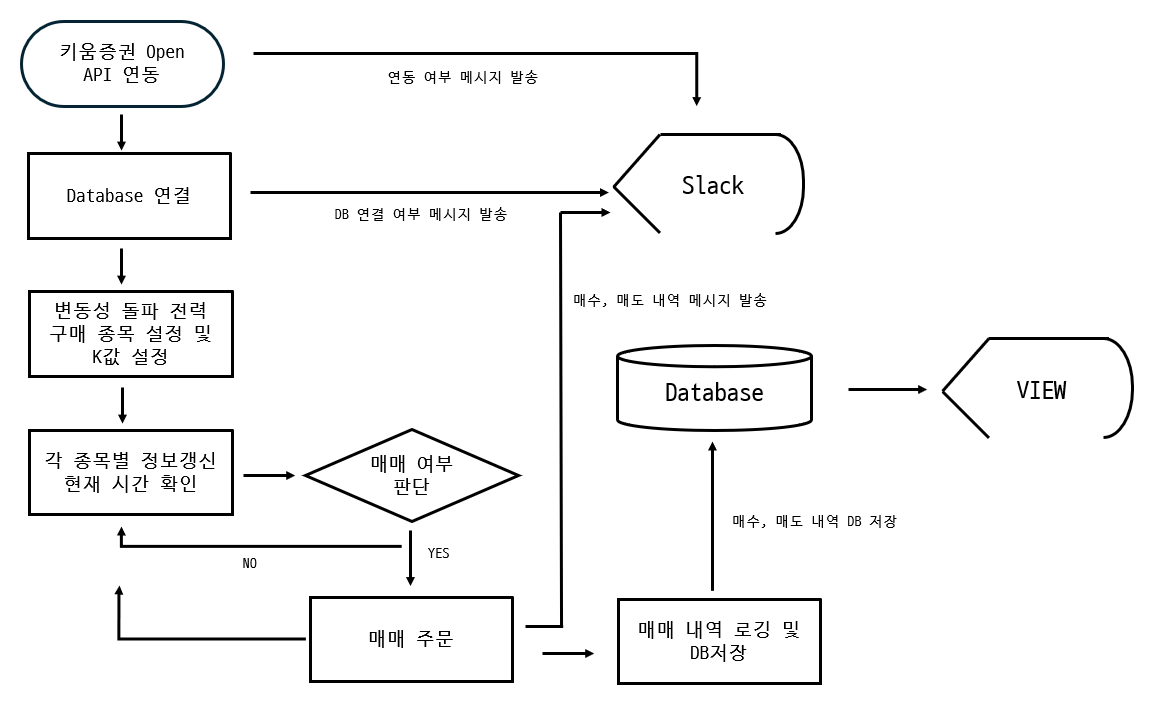 키움증권 Open
API 연동
연동 여부 메시지 발송
Database 연결
DB 연결 여부 메시지 발송
Slack
변동성 돌파 전력
구매 종목 설정 및
K값 설정
매수, 매도 내역 메시지 발송
Database
VIEW
각 종목별 정보갱신
현재 시간 확인
매매 여부
판단
매수, 매도 내역 DB 저장
NO
YES
매매 주문
매매 내역 로깅 및
DB저장